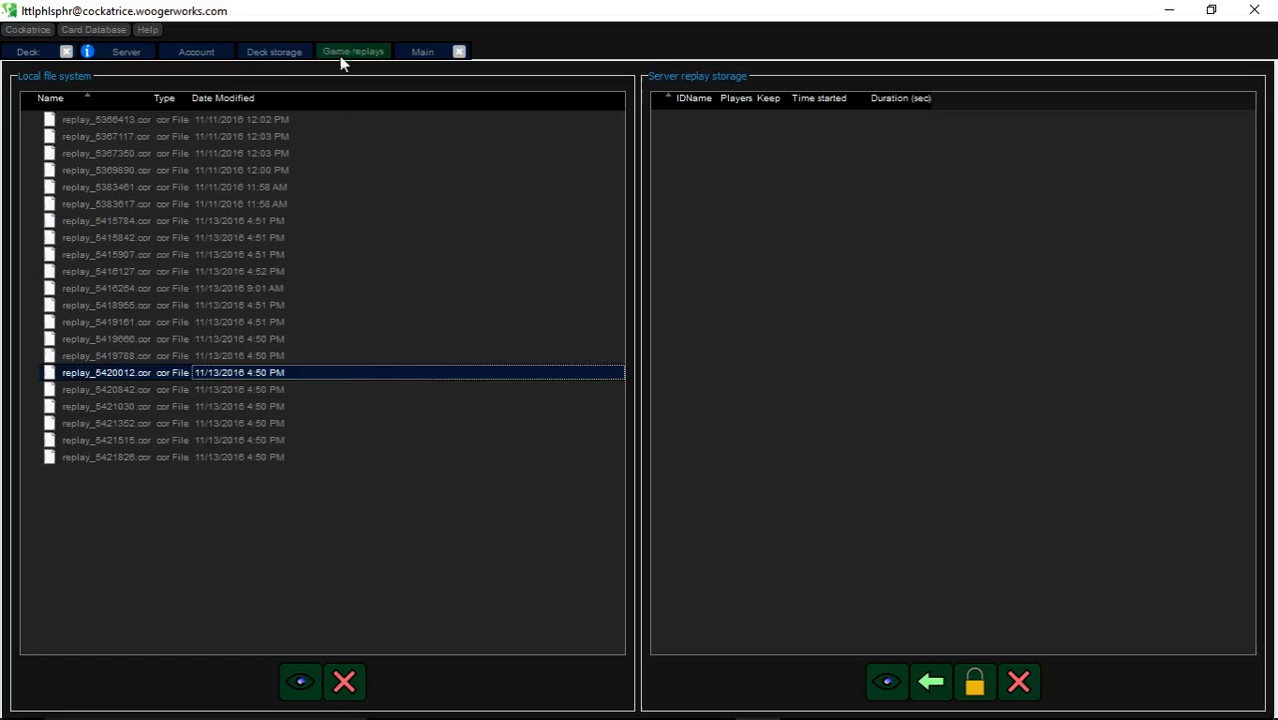 lttlphlsphr@cockatrice.woogerworks.com
Cockatrice Card Database Help
Deck: Server Account Deck storage Game replays Main
Local file system
Name Type Date Modified
replay_5366413.cor cor File 11/11/2016 12:02 PM
replay_5367117.cor cor File 11/11/2016 12:03 PM
replay_5367350.cor cor File 11/11/2016 12:03 PM
replay_5369890.cor cor File 11/11/2016 12:00 PM
replay_5383461.cor cor File 11/11/2016 11:58 AM
replay_5383617.cor cor File 11/11/2016 11:58 AM
replay_5415784.cor cor File 11/13/2016 4:51 PM
replay_5415842.cor cor File 11/13/2016 4:51 PM
replay_5415907.cor cor File 11/13/2016 4:51 PM
replay_5416127.cor cor File 11/13/2016 4:52 PM
replay_5416264.cor cor File 11/13/2016 9:01 AM
replay_5418955.cor cor File 11/13/2016 4:51 PM
replay_5419161.cor cor File 11/13/2016 4:51 PM
replay_5419666.cor cor File 11/13/2016 4:50 PM
replay_5419788.cor cor File 11/13/2016 4:50 PM
replay_5420012.cor cor File 11/13/2016 4:50 PM
replay_5420842.cor cor File 11/13/2016 4:50 PM
replay_5421030.cor cor File 11/13/2016 4:50 PM
replay_5421352.cor cor File 11/13/2016 4:50 PM
replay_5421515.cor cor File 11/13/2016 4:50 PM
replay_5421826.cor cor File 11/13/2016 4:50 PM
Server replay storage
IDName Players Keep Time started Duration (sec)